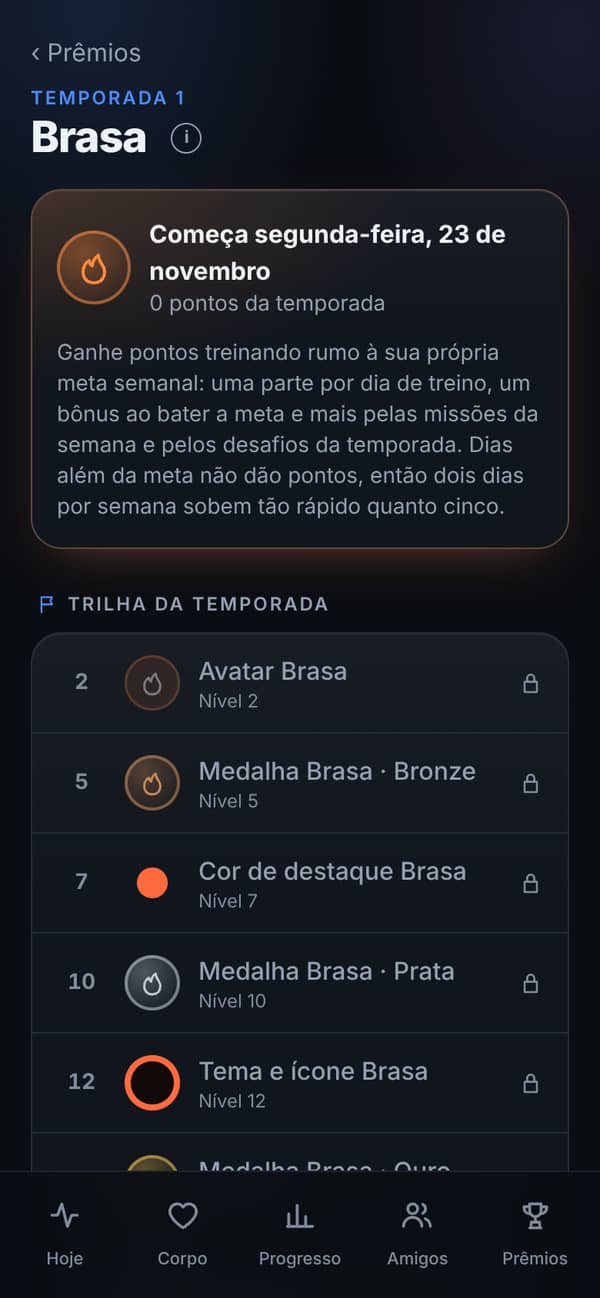 ‹ Prêmios
TEMPORADA 1
Brasa
i
Começa segunda-feira, 23 de
novembro
0 pontos da temporada
Ganhe pontos treinando rumo à sua própria
meta semanal: uma parte por dia de treino, um
bônus ao bater a meta e mais pelas missões da
semana e pelos desafios da temporada. Dias
além da meta não dão pontos, então dois dias
por semana sobem tão rápido quanto cinco.
TRILHA DA TEMPORADA
2
Avatar Brasa
Nível 2
5
Medalha Brasa · Bronze
Nível 5
7
Cor de destaque Brasa
Nível 7
10
Medalha Brasa · Prata
Nível 10
12
Tema e ícone Brasa
Nível 12
Medalha Brasa · Ouro
Hoje
Corpo
Progresso
Amigos
Prêmios